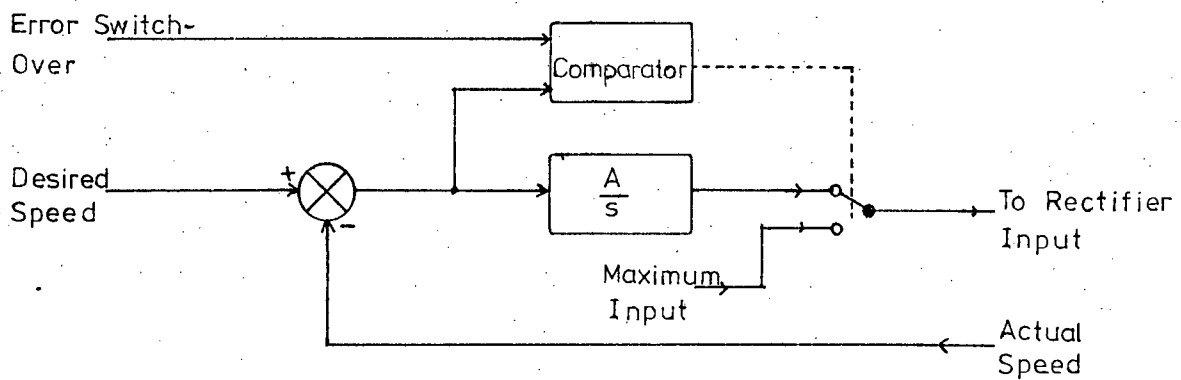 Error Switch-
Over
Comparator
Desired
Speed
+
-
A
s
To Rectifier
Input
Maximum
Input
Actual
Speed